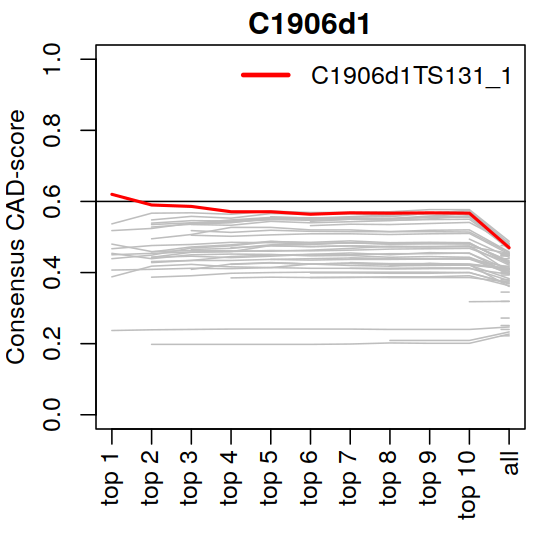 C1906d1
C1906d1TS131_1
Consensus CAD-score
1.0
0.8
0.6
0.4
0.2
0.0
top 1
top 2
top 3
top 4
top 5
top 6
top 7
top 8
top 9
top 10
all